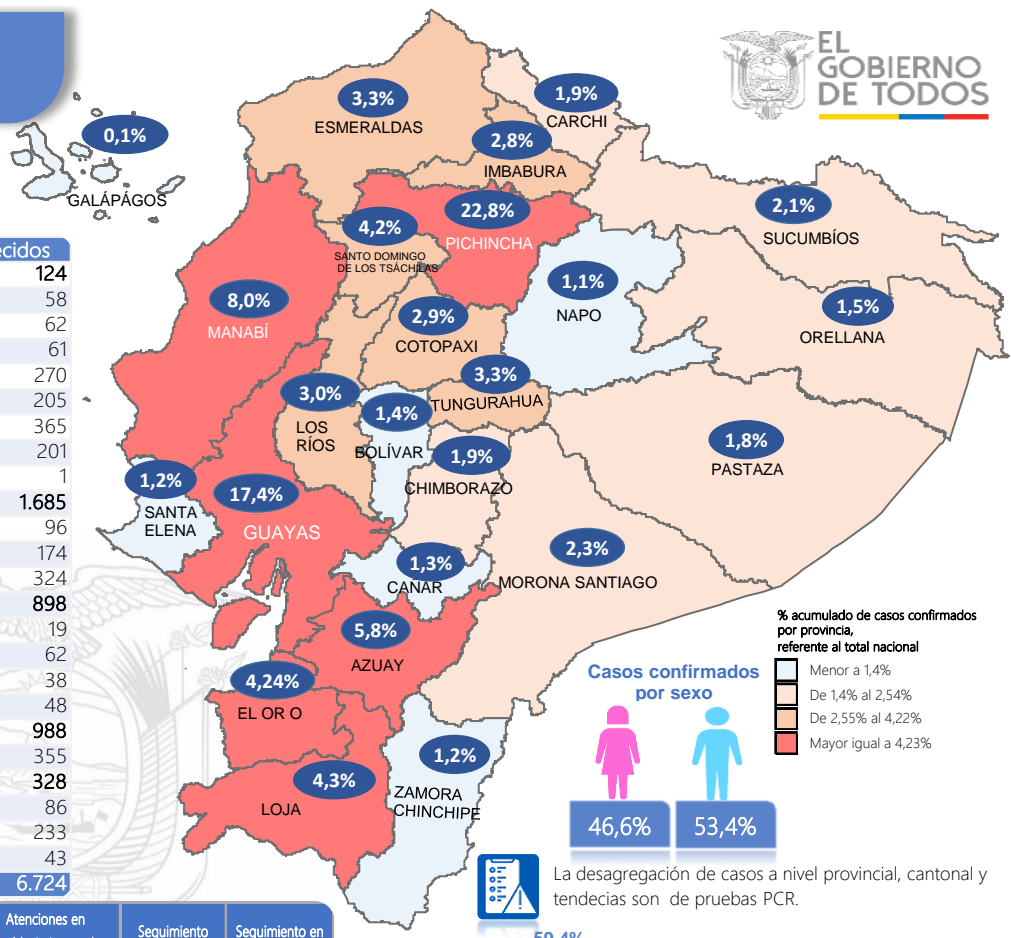 EL
GOBIERNO
DE TODOS
3,3%
ESMERALDAS
1,9%
CARCHI
2,8%
IMBABURA
0,1%
GALÁPÁGOS
22,8%
PICHINCHA
4,2%
SANTO DOMINGO
DE LOS TSÁCHILAS
2,1%
SUCUMBÍOS
8,0%
MANABÍ
1,1%
NAPO
1,5%
ORELLANA
2,9%
COTOPAXI
3,3%
TUNGURAHUA
3,0%
LOS
RÍOS
1,4%
BOLÍVAR
1,9%
CHIMBORAZO
1,8%
PASTAZA
1,2%
SANTA
ELENA
17,4%
GUAYAS
1,3%
CAÑAR
2,3%
MORONA SANTIAGO
5,8%
AZUAY
4,24%
EL OR O
4,3%
LOJA
1,2%
ZAMORA
CHINCHIPE
ecidos
124
58
62
61
270
205
365
201
1
1.685
96
174
324
898
19
62
38
48
988
355
328
86
233
43
6.724
% acumulado de casos confirmados
por provincia,
referente al total nacional
Menor a 1,4%
De 1,4% al 2,54%
De 2,55% al 4,22%
Mayor igual a 4,23%
Casos confirmados
por sexo
46,6%
53,4%
La desagregación de casos a nivel provincial, cantonal y
tendecias son de pruebas PCR.
Atenciones en
Seguimiento
Seguimiento en
59,4%